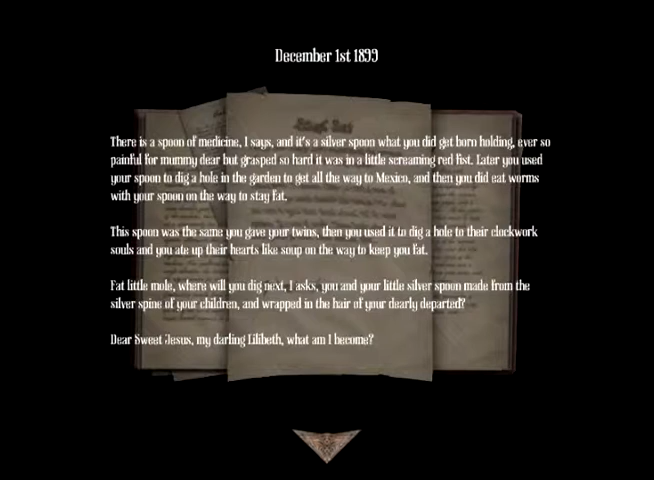 December 1st 1899
There is a spoon of medicine, I says, and it's a silver spoon what you did get born holding, ever so
painful for mummy dear but grasped so hard it was in a little screaming red fist. Later you used
your spoon to dig a hole in the garden to get all the way to Mexico, and then you did eat worms
with your spoon on the way to stay fat.
This spoon was the same you gave your twins, then you used it to dig a hole to their clockwork
souls and you ate up their hearts like soup on the way to keep you fat.
Fat little mole, where will you dig next, I asks, you and your little silver spoon made from the
silver spine of your children, and wrapped in the hair of your dearly departed?
Dear Sweet Jesus, my darling Lilibeth, what am I become?